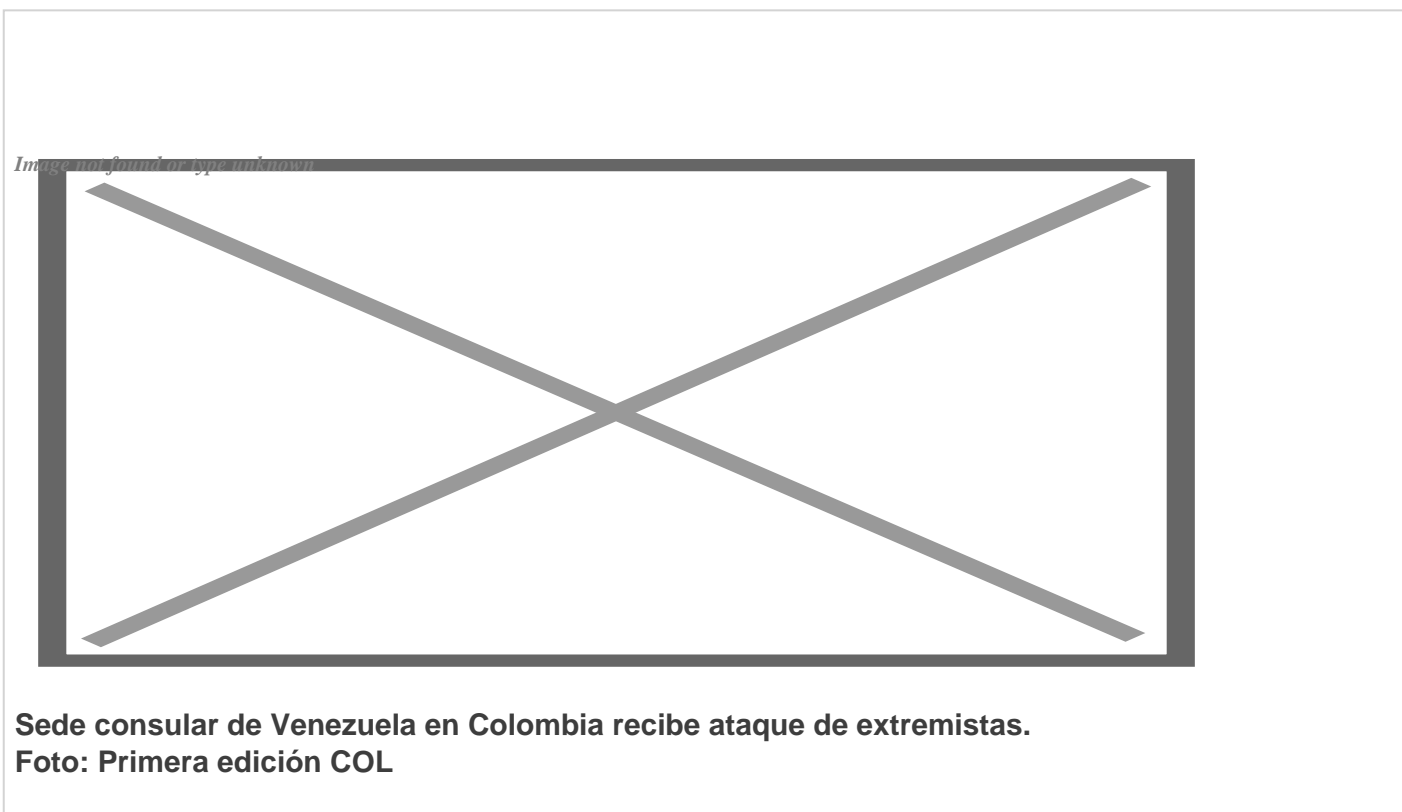 Image not found or type unknown
Sede consular de Venezuela en Colombia recibe ataque de extremistas.
Foto: Primera edición COL